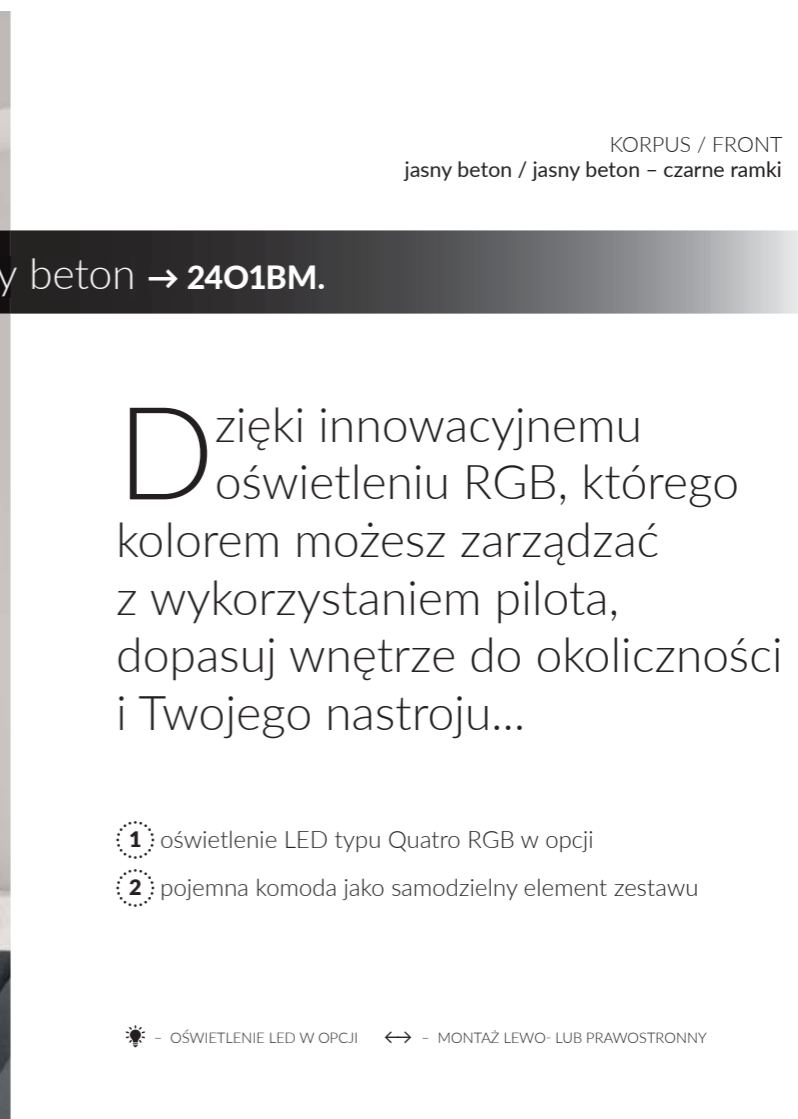 KORPUS / FRONT
jasny beton / jasny beton – czarne ramki
y beton → 24O1BM.
Dzięki innowacyjnemu
oświetleniu RGB, którego
kolorem możesz zarządzać
z wykorzystaniem pilota,
dopasuj wnętrze do okoliczności
i Twojego nastroju...
1 oświetlenie LED typu Quatro RGB w opcji
2 pojemna komoda jako samodzielny element zestawu
– OŚWIETLENIE LED W OPCJI ↔ – MONTAŻ LEWO- LUB PRAWOSTRONNY